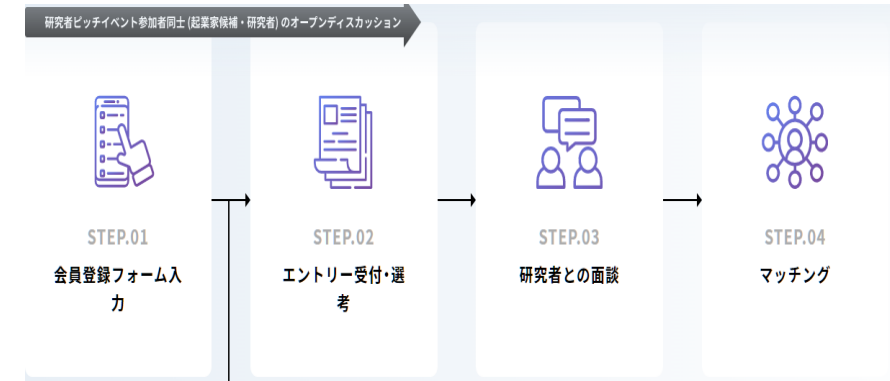 研究者ピッチイベント参加者同士 (起業家候補・研究者) のオープンディスカッション
STEP.01
会員登録フォーム入
力
STEP.02
エントリー受付・選
考
STEP.03
研究者との面談
STEP.04
マッチング